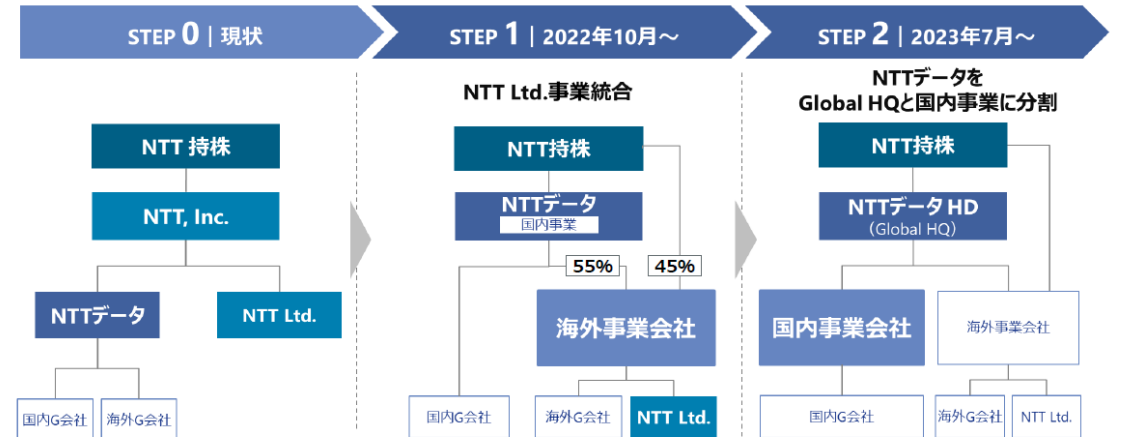 STEP 0 | 現状
STEP 1 | 2022年10月～
STEP 2 | 2023年7月～
NTT 持株
NTT, Inc.
NTTデータ
NTT Ltd.
国内G会社
海外G会社
NTT Ltd.事業統合
NTT持株
NTTデータ
国内事業
55%
45%
海外事業会社
国内G会社
海外G会社
NTT Ltd.
NTTデータを
Global HQと国内事業に分割
NTT持株
NTTデータ HD
（Global HQ）
国内事業会社
海外事業会社
国内G会社
海外G会社
NTT Ltd.